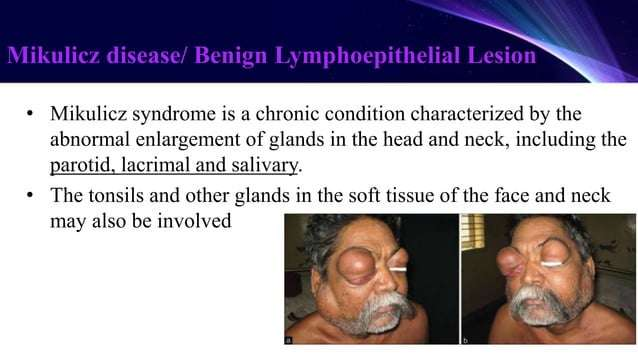 Mikulicz disease/ Benign Lymphoepithelial Lesion
• Mikulicz syndrome is a chronic condition characterized by the
abnormal enlargement of glands in the head and neck, including the
parotid, lacrimal and salivary.
• The tonsils and other glands in the soft tissue of the face and neck
may also be involved
a
b